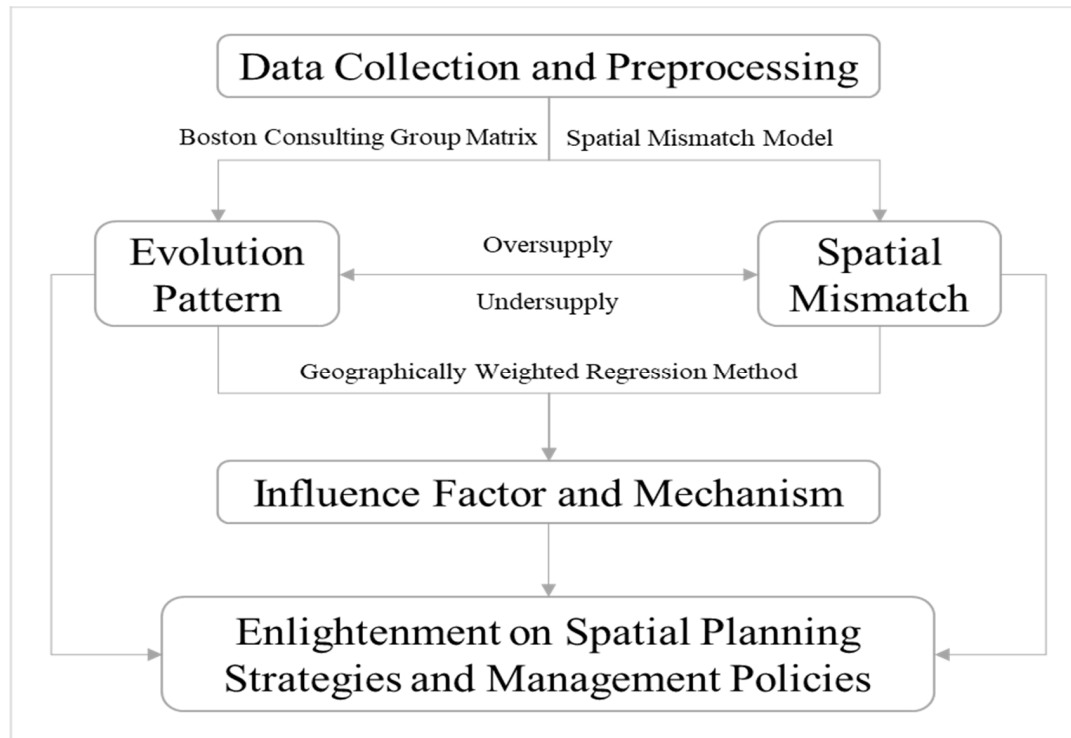 Data Collection and Preprocessing
Boston Consulting Group Matrix
Spatial Mismatch Model
Evolution
Pattern
Oversupply
Undersupply
Spatial
Mismatch
Geographically Weighted Regression Method
Influence Factor and Mechanism
Enlightenment on Spatial Planning
Strategies and Management Policies